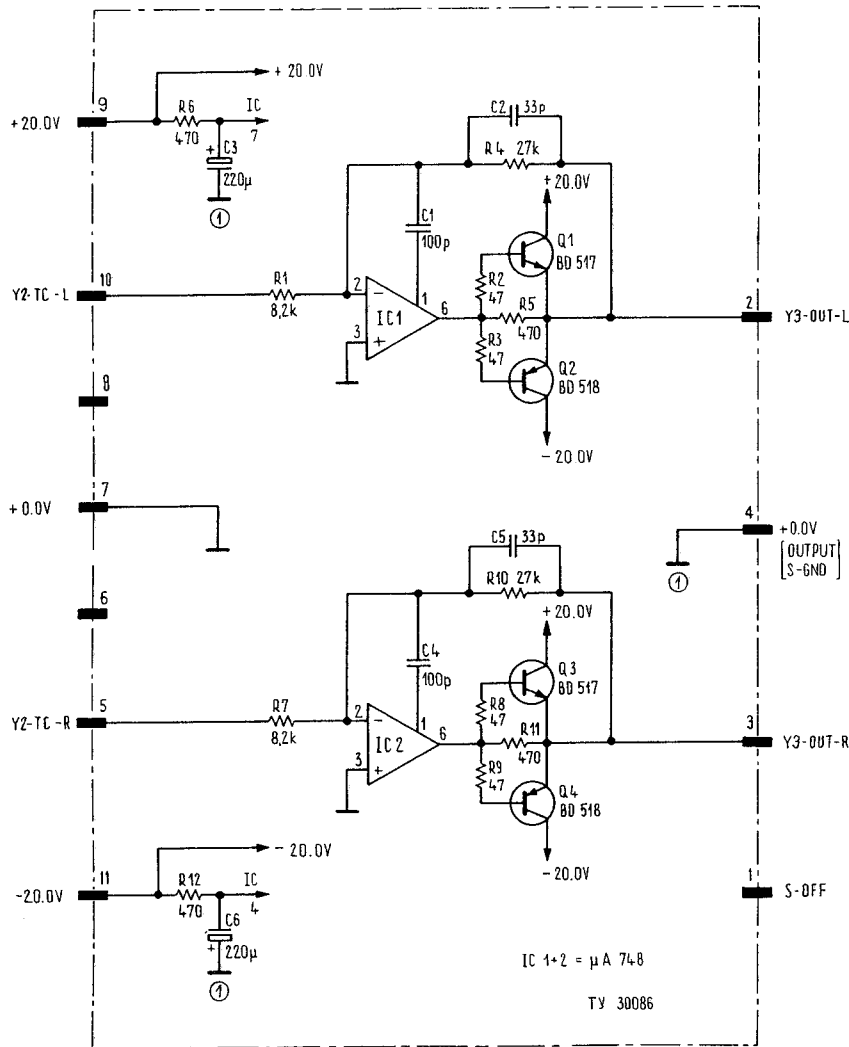 +20.0V
9
R6
IC
+20.0V
470
+
C3
7
220µ
1
C2
33p
R4
27k
+20.0V
C1
100p
Q1
BD 517
10
Y2-TC-L
R1
8,2k
2
−
1
IC1
6
3
+
R2
47
R5
470
R3
47
2
Y3-OUT-L
Q2
BD 518
8
−20.0V
7
+0.0V
4
+0.0V
[OUTPUT
S-GND]
1
C5
33p
R10
27k
6
+20.0V
C4
100p
Q3
BD 517
5
Y2-TC-R
R7
8,2k
2
−
1
IC2
6
3
+
R8
47
R11
470
R9
47
3
Y3-OUT-R
Q4
BD 518
−20.0V
−20.0V
11
−20.0V
R12
IC
470
4
C6
+
220µ
1
1
S-OFF
IC 1+2 = µA 748
TY 30086